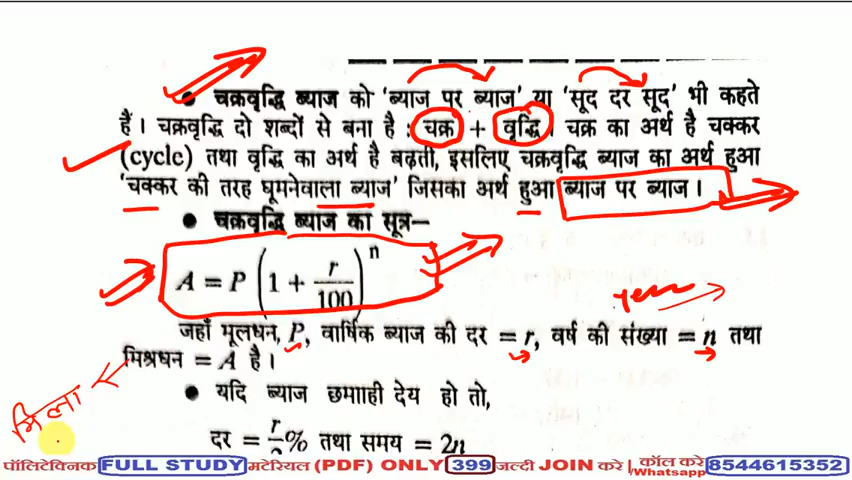 ● चक्रवृद्धि ब्याज को 'ब्याज पर ब्याज' या 'सूद दर सूद' भी कहते
हैं। चक्रवृद्धि दो शब्दों से बना है : चक्र + वृद्धि। चक्र का अर्थ है चक्कर
(cycle) तथा वृद्धि का अर्थ है बढ़ती, इसलिए चक्रवृद्धि ब्याज का अर्थ हुआ
'चक्कर की तरह घूमनेवाला ब्याज' जिसका अर्थ हुआ ब्याज पर ब्याज।
● चक्रवृद्धि ब्याज का सूत्र–
A = P (1 + r/100)^n
जहाँ मूलधन, P, वार्षिक ब्याज की दर = r, वर्ष की संख्या = n तथा
मिश्रधन = A है।
मिला
● यदि ब्याज छमाही देय हो तो,
दर = r/2% तथा समय = 2n
पॉलिटेक्निक FULL STUDY मटेरियल (PDF) ONLY 399 जल्दी JOIN करे | कॉल करे /Whatsapp 8544615352